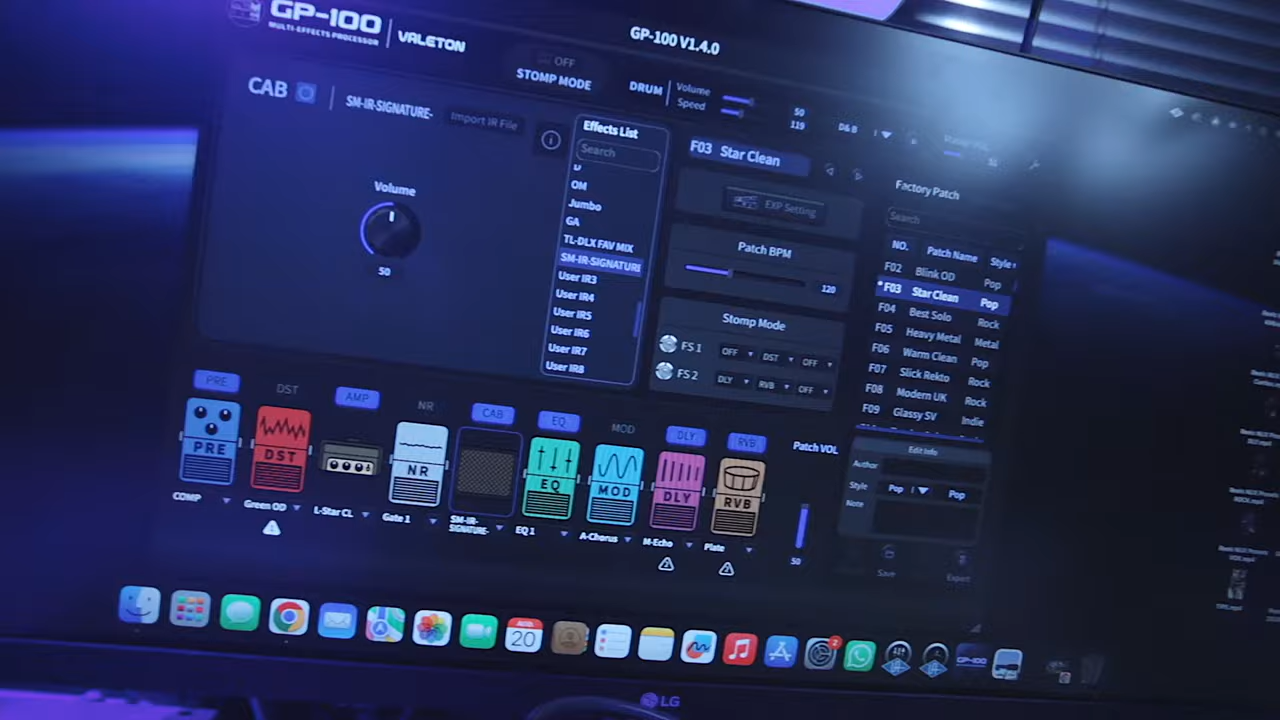 GP-100
MULTI-EFFECTS PROCESSOR
VALETON
GP-100 V1.4.0
OFF
STOMP MODE
DRUM
Volume
Speed
50
119
D&B
CAB
SM-IR-SIGNATURE-
Import IR File
Volume
50
Effects List
Search
OM
Jumbo
GA
TL-DLX FAV MIX
SM-IR-SIGNATURE
User IR3
User IR4
User IR5
User IR6
User IR7
User IR8
F03 Star Clean
EXP Setting
Patch BPM
120
Stomp Mode
FS 1
OFF
DST
OFF
FS 2
DLY
RVB
OFF
Factory Patch
Search
NO. Patch Name Style
F02 Blink OD Pop
F03 Star Clean Pop
F04 Best Solo Rock
F05 Heavy Metal Metal
F06 Warm Clean Pop
F07 Slick Rekto Rock
F08 Modern UK Rock
F09 Glassy SV Indie
Edit Info
Author
Style Pop Pop
Note
Save
Export
PRE
DST
AMP
NR
CAB
EQ
MOD
DLY
RVB
Patch VOL
50
PRE
DST
NR
EQ
MOD
DLY
RVB
COMP
Green OD
L-Star CL
Gate 1
SM-IR-
SIGNATURE-
EQ 1
A-Chorus
M-Echo
Plate
2
2
AUG
20
2
GP-100
LG